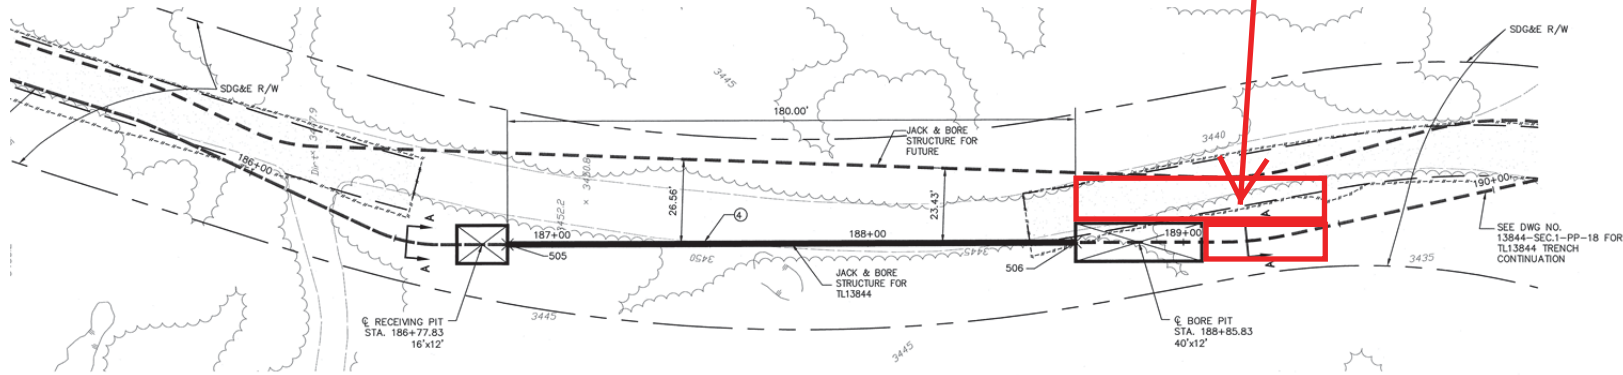 SDG&E R/W
SDG&E R/W
3445
180.00'
JACK & BORE
STRUCTURE FOR
FUTURE
3440
186+00
190+00
26.56'
23.43'
4
A
A
A
A
187+00
188+00
189+00
505
506
3450
3445
JACK & BORE
STRUCTURE FOR
TL13844
SEE DWG NO.
13844-SEC.1-PP-18 FOR
TL13844 TRENCH
CONTINUATION
3435
3445
℄ RECEIVING PIT
STA. 186+77.83
16'x12'
℄ BORE PIT
STA. 188+85.83
40'x12'
3445